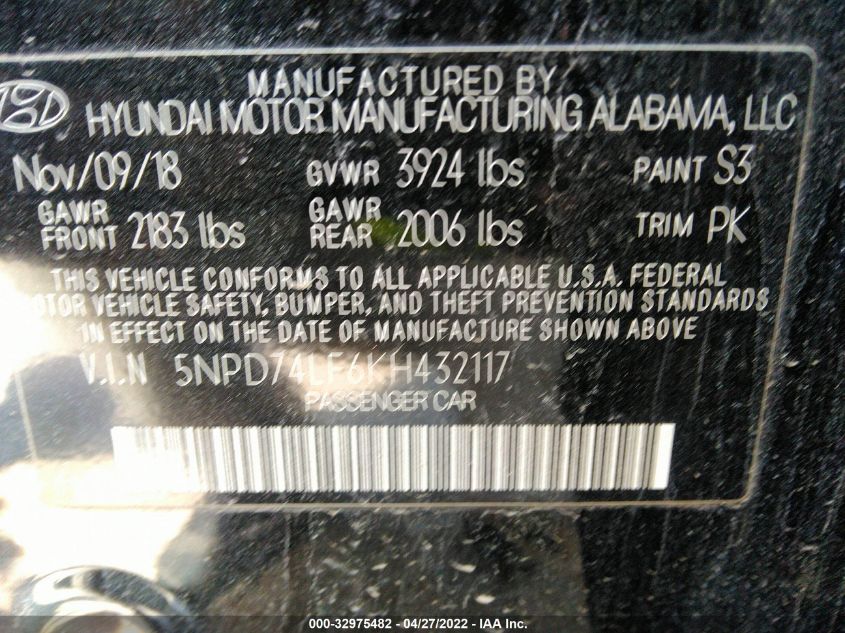 MANUFACTURED BY
HYUNDAI MOTOR MANUFACTURING ALABAMA, LLC
Nov/09/18 GVWR 3924 lbs PAINT S3
GAWR FRONT 2183 lbs GAWR REAR 2006 lbs TRIM PK
THIS VEHICLE CONFORMS TO ALL APPLICABLE U.S.A. FEDERAL
MOTOR VEHICLE SAFETY, BUMPER, AND THEFT PREVENTION STANDARDS
IN EFFECT ON THE DATE OF MANUFACTURE SHOWN ABOVE
V.I.N 5NPD74LF6KH432117
PASSENGER CAR
000-32975482 - 04/27/2022 - IAA Inc.